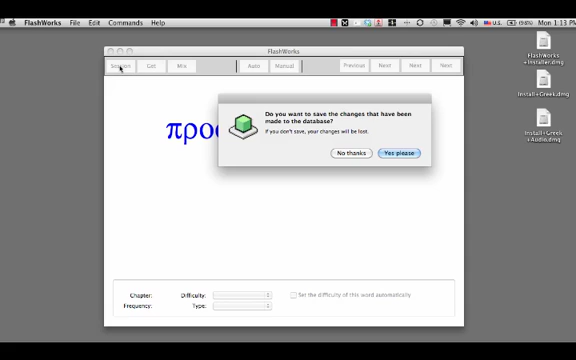 FlashWorks File Edit Commands Help
U.S. (98%) Mon 1:13 PM
FlashWorks
Session Get Mix Auto Manual Previous Next Next Next
Do you want to save the changes that have been
made to the database?
If you don't save, your changes will be lost.
No thanks Yes please
προσ
Chapter: Difficulty: Set the difficulty of this word automatically
Frequency: Type:
FlashWorks
+Installer.dmg
Install+Greek.dmg
Install+Greek
+Audio.dmg